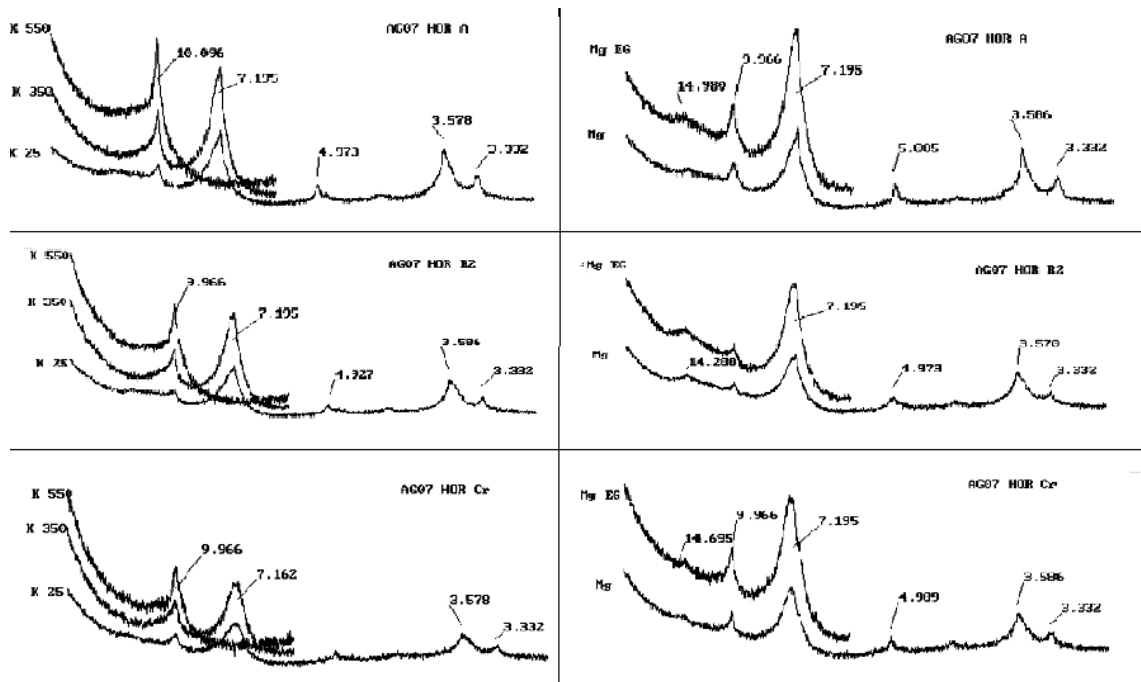 K 550
AG07 HOR A
10.096
7.195
K 350
3.578
K 25
4.973
3.332
AG07 HOR A
Mg EG
9.966
14.980
7.195
3.586
Mg
5.005
3.332
K 550
AG07 HOR B2
9.966
K 350
7.195
3.586
K 25
4.927
3.332
Mg EG
AG07 HOR B2
7.195
3.570
Mg
14.288
4.973
3.332
K 550
AG07 HOR Cr
K 350
9.966
7.162
K 25
3.578
3.332
Mg EG
AG07 HOR Cr
9.966
7.195
14.695
3.586
Mg
4.989
3.332